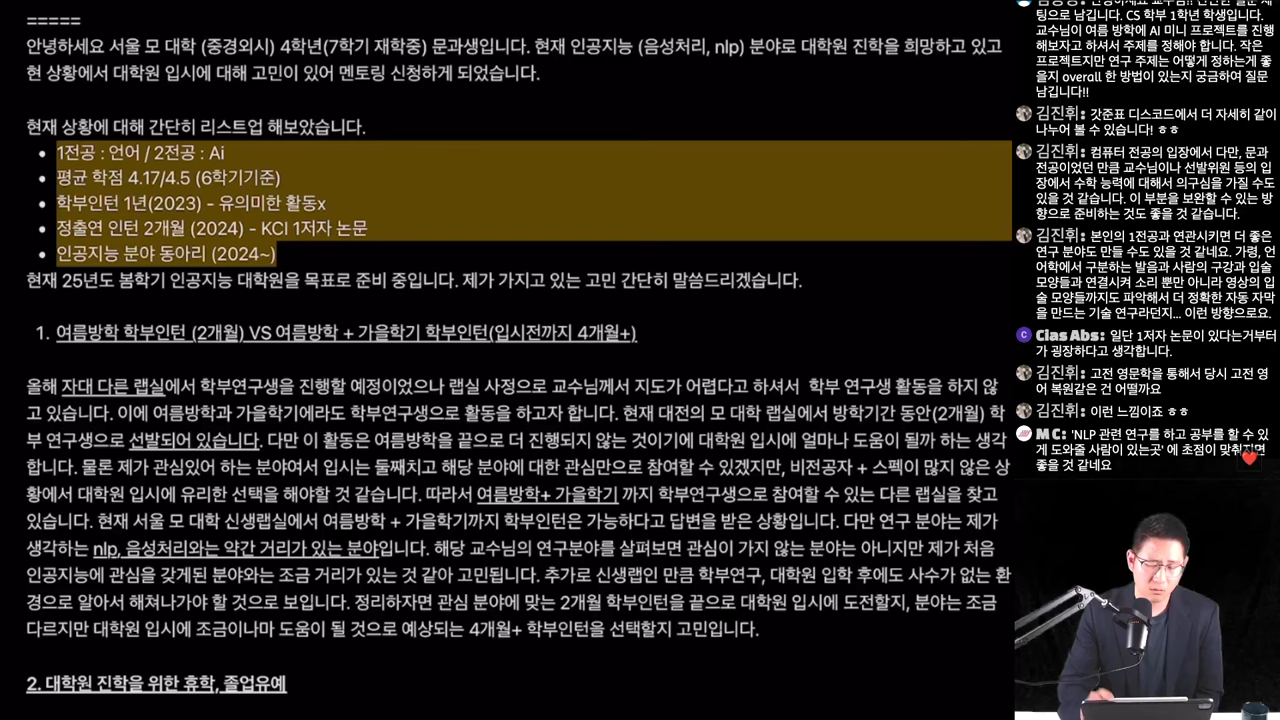 =====
안녕하세요 서울 모 대학 (중경외시) 4학년(7학기 재학중) 문과생입니다. 현재 인공지능 (음성처리, nlp) 분야로 대학원 진학을 희망하고 있고
현 상황에서 대학원 입시에 대해 고민이 있어 멘토링 신청하게 되었습니다.
현재 상황에 대해 간단히 리스트업 해보았습니다.
• 1전공 : 언어 / 2전공 : Ai
• 평균 학점 4.17/4.5 (6학기기준)
• 학부인턴 1년(2023) - 유의미한 활동x
• 정출연 인턴 2개월 (2024) - KCI 1저자 논문
• 인공지능 분야 동아리 (2024~)
현재 25년도 봄학기 인공지능 대학원을 목표로 준비 중입니다. 제가 가지고 있는 고민 간단히 말씀드리겠습니다.
1. 여름방학 학부인턴 (2개월) VS 여름방학 + 가을학기 학부인턴(입시전까지 4개월+)
올해 자대 다른 랩실에서 학부연구생을 진행할 예정이었으나 랩실 사정으로 교수님께서 지도가 어렵다고 하셔서 학부 연구생 활동을 하지 않
고 있습니다. 이에 여름방학과 가을학기에라도 학부연구생으로 활동을 하고자 합니다. 현재 대전의 모 대학 랩실에서 방학기간 동안(2개월) 학
부 연구생으로 선발되어 있습니다. 다만 이 활동은 여름방학을 끝으로 더 진행되지 않는 것이기에 대학원 입시에 얼마나 도움이 될까 하는 생각
합니다. 물론 제가 관심있어 하는 분야여서 입시는 둘째치고 해당 분야에 대한 관심만으로 참여할 수 있겠지만, 비전공자 + 스펙이 많지 않은 상
황에서 대학원 입시에 유리한 선택을 해야할 것 같습니다. 따라서 여름방학+ 가을학기 까지 학부연구생으로 참여할 수 있는 다른 랩실을 찾고
있습니다. 현재 서울 모 대학 신생랩실에서 여름방학 + 가을학기까지 학부인턴은 가능하다고 답변을 받은 상황입니다. 다만 연구 분야는 제가
생각하는 nlp, 음성처리와는 약간 거리가 있는 분야입니다. 해당 교수님의 연구분야를 살펴보면 관심이 가지 않는 분야는 아니지만 제가 처음
인공지능에 관심을 갖게된 분야와는 조금 거리가 있는 것 같아 고민됩니다. 추가로 신생랩인 만큼 학부연구, 대학원 입학 후에도 사수가 없는 환
경으로 알아서 해쳐나가야 할 것으로 보입니다. 정리하자면 관심 분야에 맞는 2개월 학부인턴을 끝으로 대학원 입시에 도전할지, 분야는 조금
다르지만 대학원 입시에 조금이나마 도움이 될 것으로 예상되는 4개월+ 학부인턴을 선택할지 고민입니다.
2. 대학원 진학을 위한 휴학, 졸업유예
팅으로 남깁니다. CS 학부 1학년 학생입니다.
교수님이 여름 방학에 AI 미니 프로젝트를 진행
해보자고 하셔서 주제를 정해야 합니다. 작은
프로젝트지만 연구 주제는 어떻게 정하는게 좋
을지 overall 한 방법이 있는지 궁금하여 질문
남깁니다!!
김진휘: 갓준표 디스코드에서 더 자세히 같이
나누어 볼 수 있습니다! ㅎㅎ
김진휘: 컴퓨터 전공의 입장에서 다만, 문과
전공이었던 만큼 교수님이나 선발위원 등의 입
장에서 수학 능력에 대해서 의구심을 가질 수도
있을 것 같습니다. 이 부분을 보완할 수 있는 방
향으로 준비하는 것도 좋을 것 같습니다.
김진휘: 본인의 1전공과 연관시키면 더 좋은
연구 분야도 만들 수도 있을 것 같네요. 가령, 언
어학에서 구분하는 발음과 사람의 구강과 입술
모양들과 연결시켜 소리 뿐만 아니라 영상의 입
술 모양들까지도 파악해서 더 정확한 자동 자막
을 만드는 기술 연구라던지... 이런 방향으로요.
C Clas Abs: 일단 1저자 논문이 있다는거부터
가 굉장하다고 생각합니다.
김진휘: 고전 영문학을 통해서 당시 고전 영
어 복원같은 건 어떨까요
김진휘: 이런 느낌이죠 ㅎㅎ
M C: 'NLP 관련 연구를 하고 공부를 할 수 있
게 도와줄 사람이 있는곳' 에 초점이 맞춰지면
좋을 것 같네요